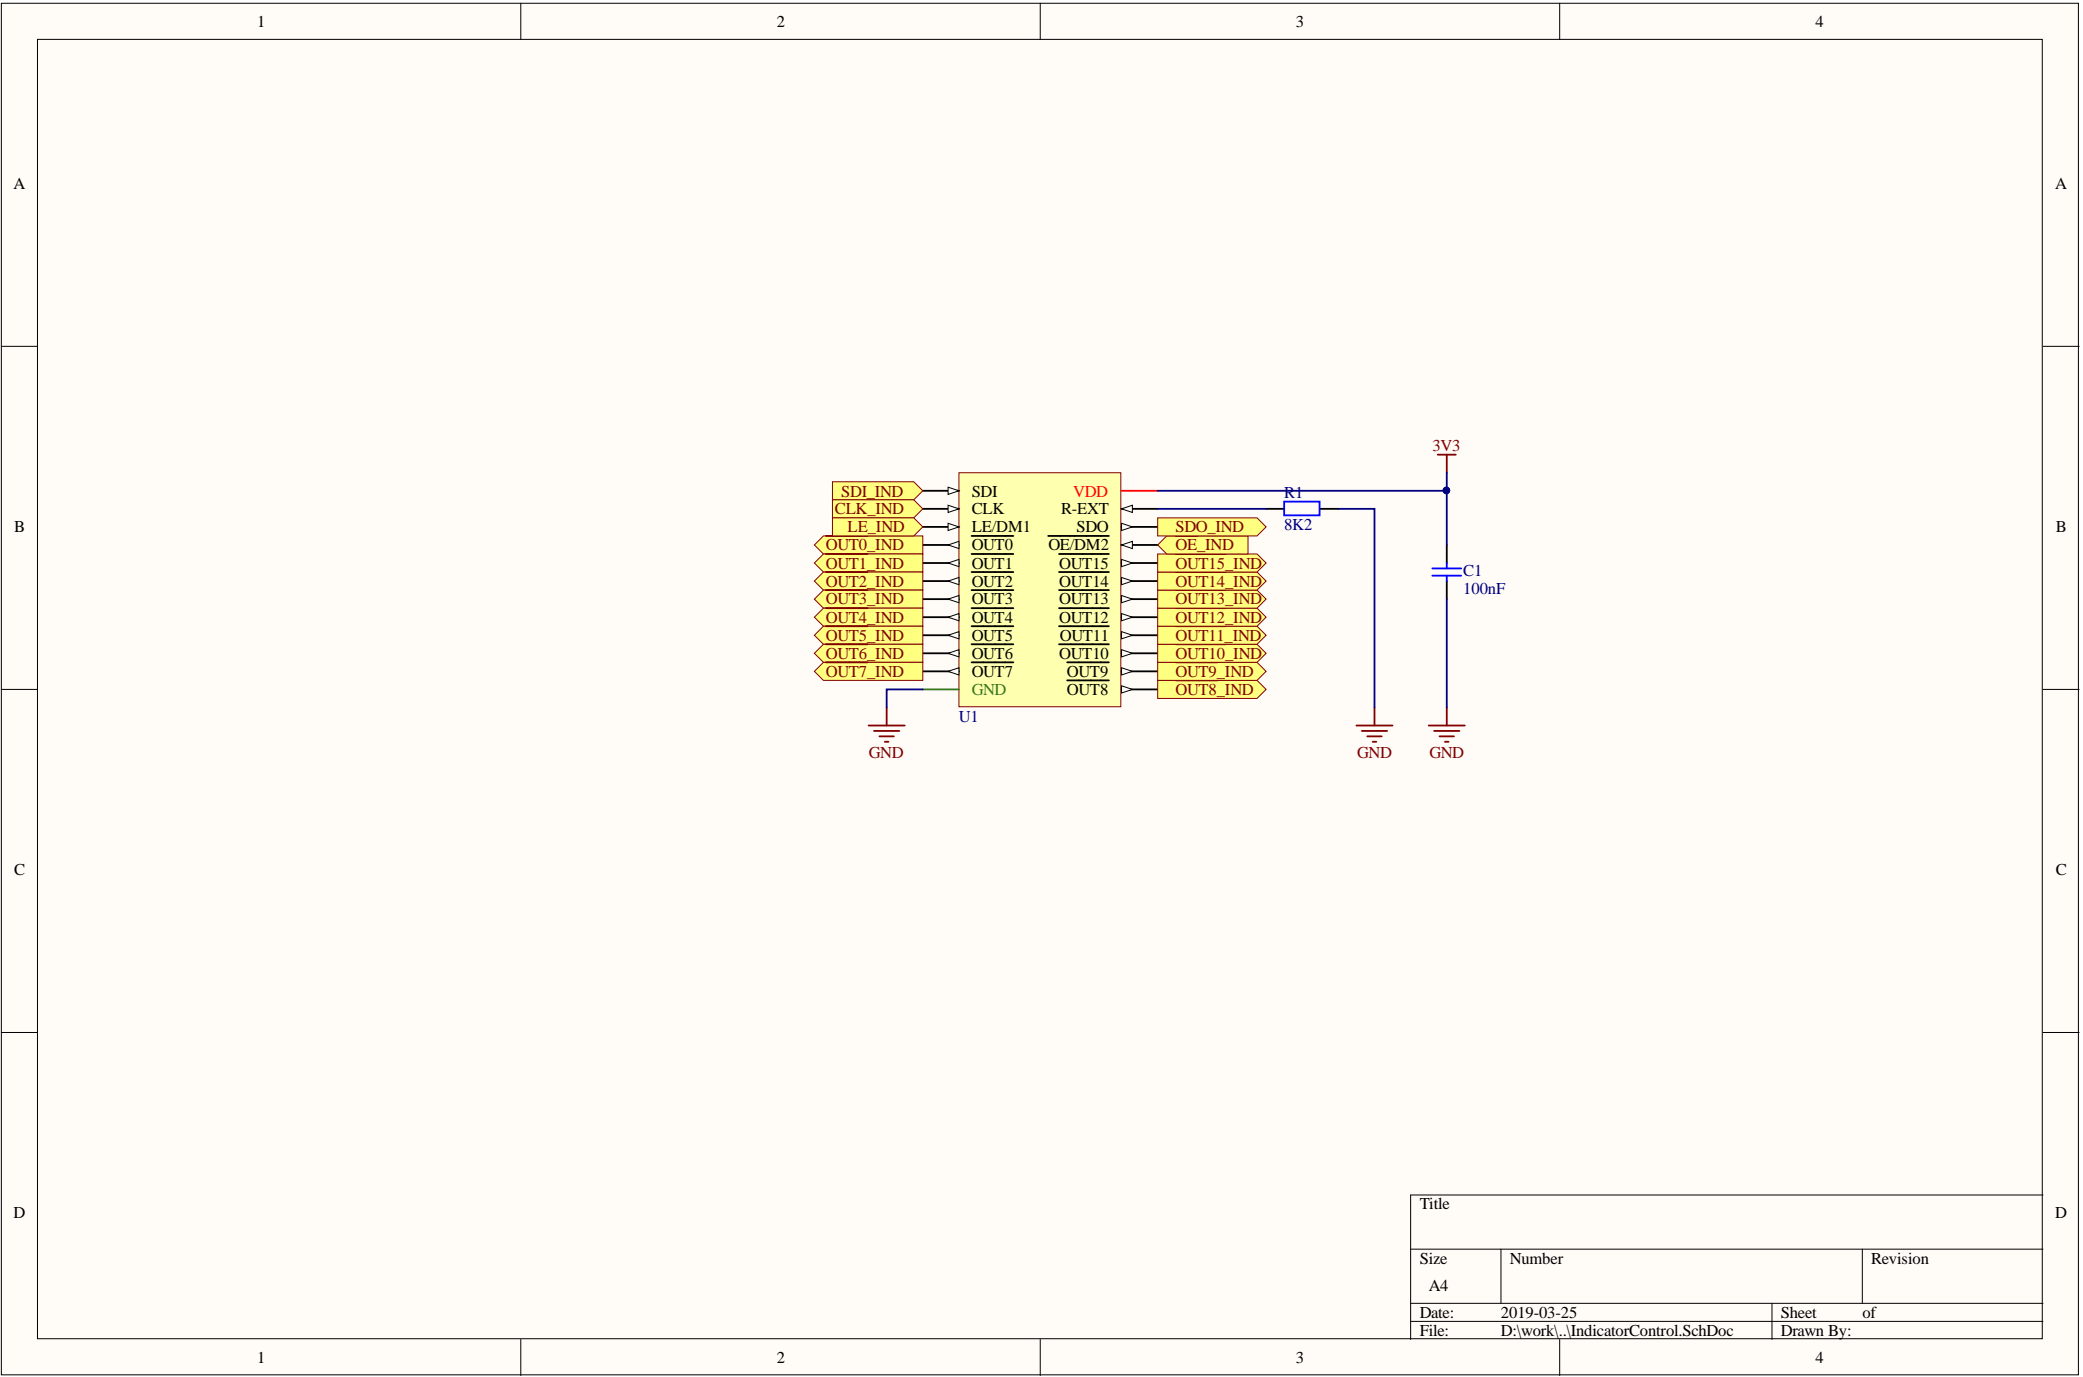 1 2 3 4
A A
3V3
SDI_IND SDI VDD R1
CLK_IND CLK R-EXT
LE_IND LE/DM1 SDO SDO_IND 8K2
B B
OUT0_IND OUT0 OE/DM2 OE_IND
OUT1_IND OUT1 OUT15 OUT15_IND
OUT2_IND OUT2 OUT14 OUT14_IND C1
OUT3_IND OUT3 OUT13 OUT13_IND 100nF
OUT4_IND OUT4 OUT12 OUT12_IND
OUT5_IND OUT5 OUT11 OUT11_IND
OUT6_IND OUT6 OUT10 OUT10_IND
OUT7_IND OUT7 OUT9 OUT9_IND
GND OUT8 OUT8_IND
U1
GND GND GND
C C
D D
Title
Size Number Revision
A4
Date: 2019-03-25 Sheet of
File: D:\work\..\IndicatorControl.SchDoc Drawn By:
1 2 3 4